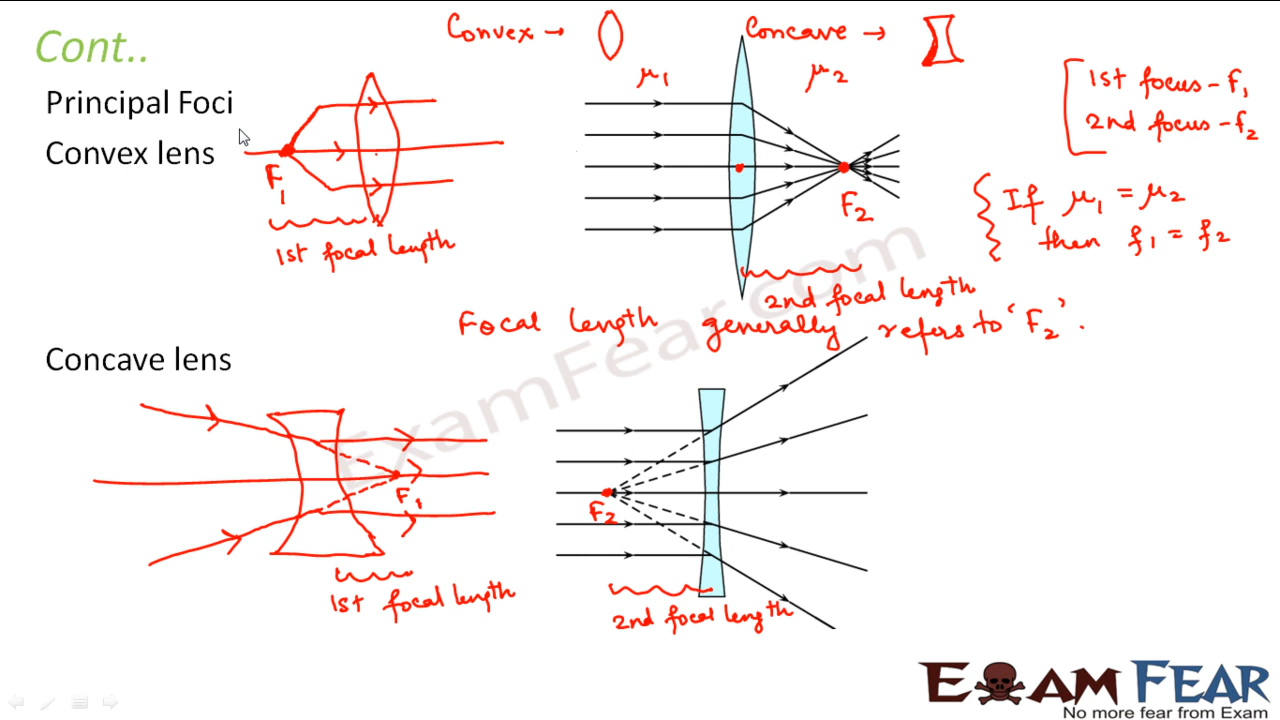 Cont..
Convex →
Concave →
Principal Foci
μ1
μ2
1st focus - F1
2nd focus - f2
Convex lens
F1
F2
If μ1 = μ2
then f1 = f2
1st focal length
2nd focal length
Focal length generally refers to 'F2'.
ExamFear.com
Concave lens
F1
F2
1st focal length
2nd focal length
EXAM FEAR
No more fear from Exam